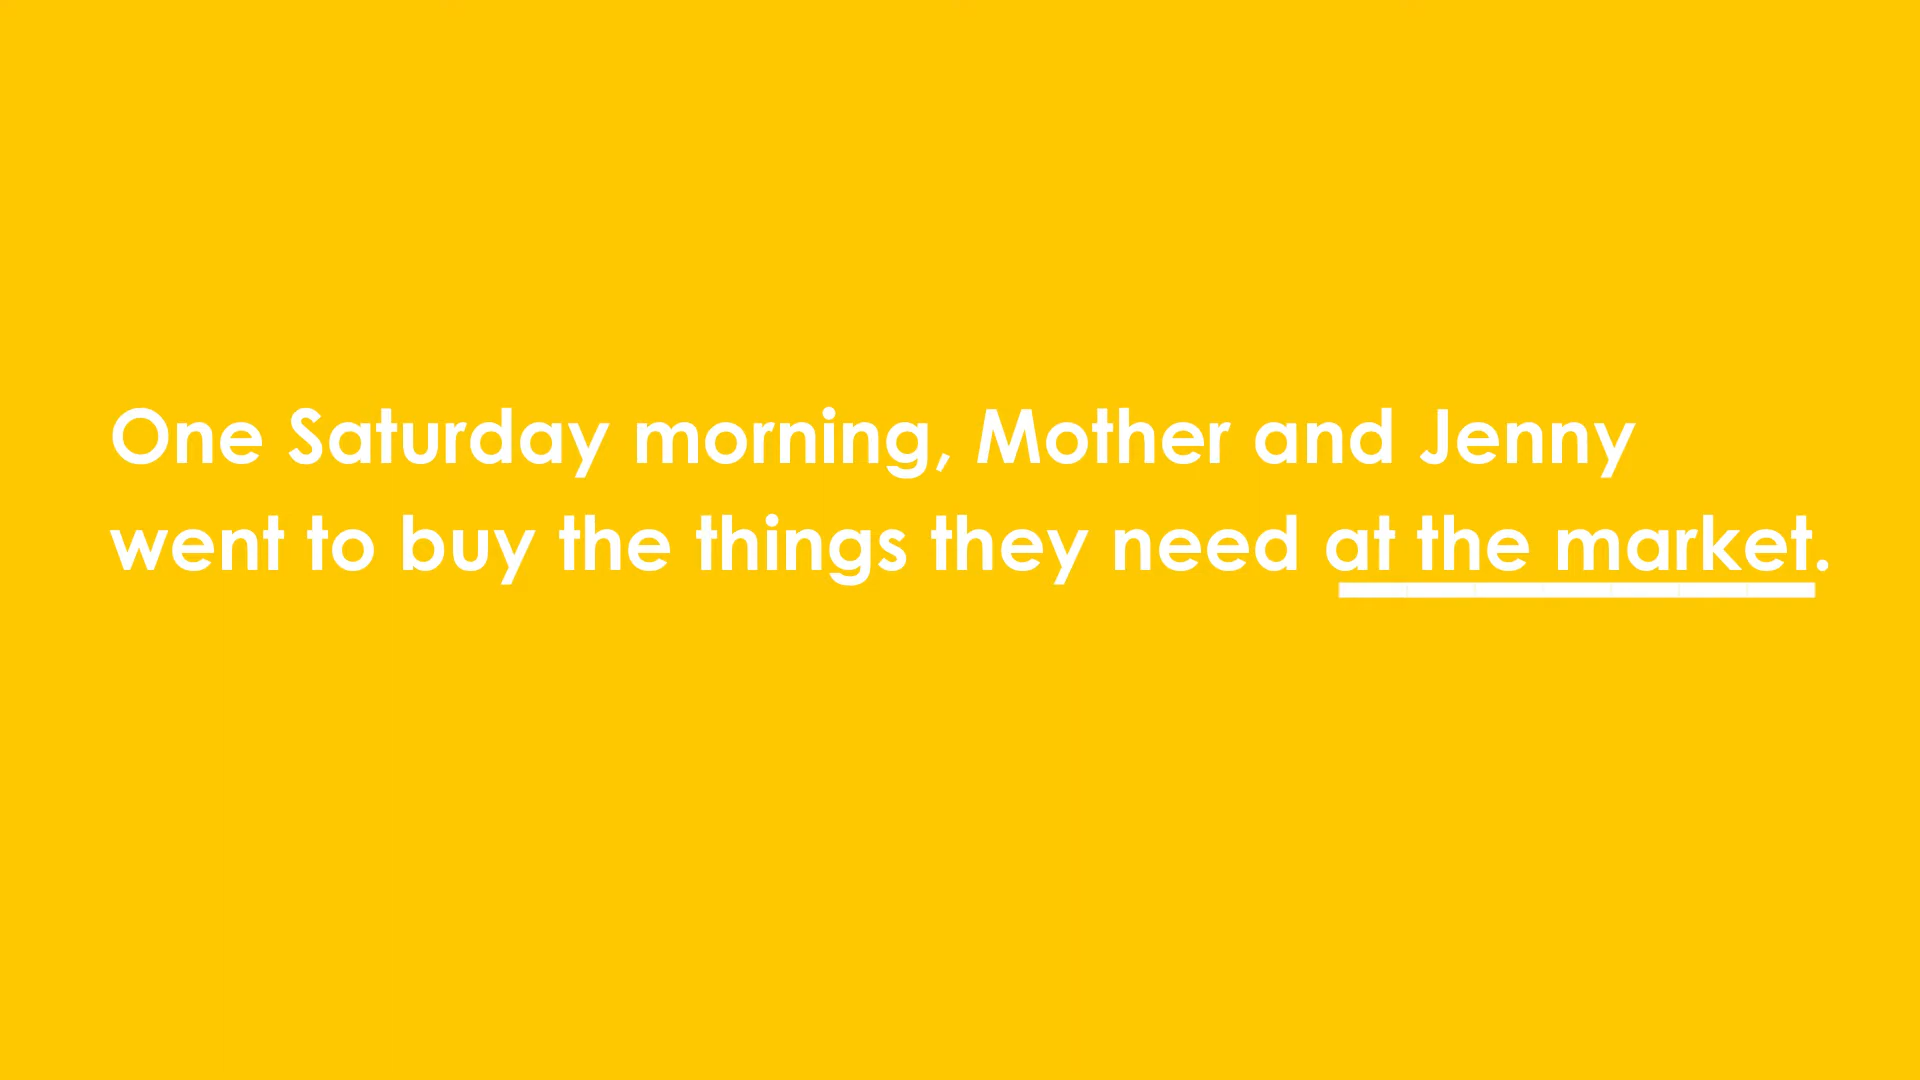 One Saturday morning, Mother and Jenny
went to buy the things they need at the market.